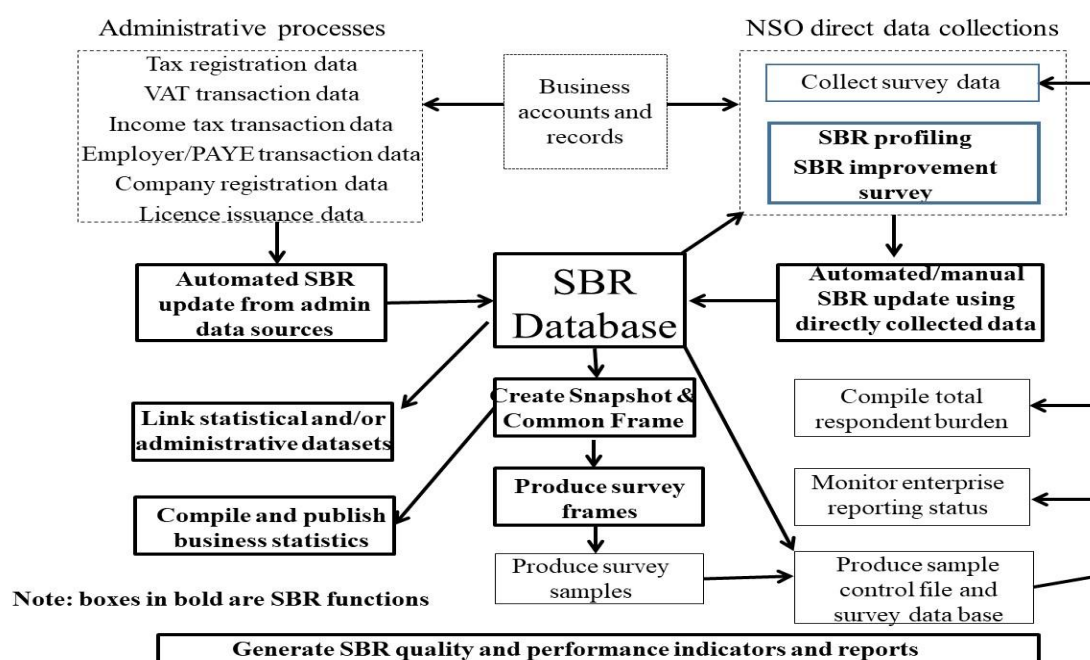 Administrative processes
NSO direct data collections
Tax registration data
VAT transaction data
Income tax transaction data
Employer/PAYE transaction data
Company registration data
Licence issuance data
Business
accounts and
records
Collect survey data
SBR profiling
SBR improvement
survey
Automated SBR
update from admin
data sources
SBR
Database
Automated/manual
SBR update using
directly collected data
Link statistical and/or
administrative datasets
Create Snapshot &
Common Frame
Compile total
respondent burden
Compile and publish
business statistics
Produce survey
frames
Monitor enterprise
reporting status
Produce survey
samples
Produce sample
control file and
survey data base
Note: boxes in bold are SBR functions
Generate SBR quality and performance indicators and reports